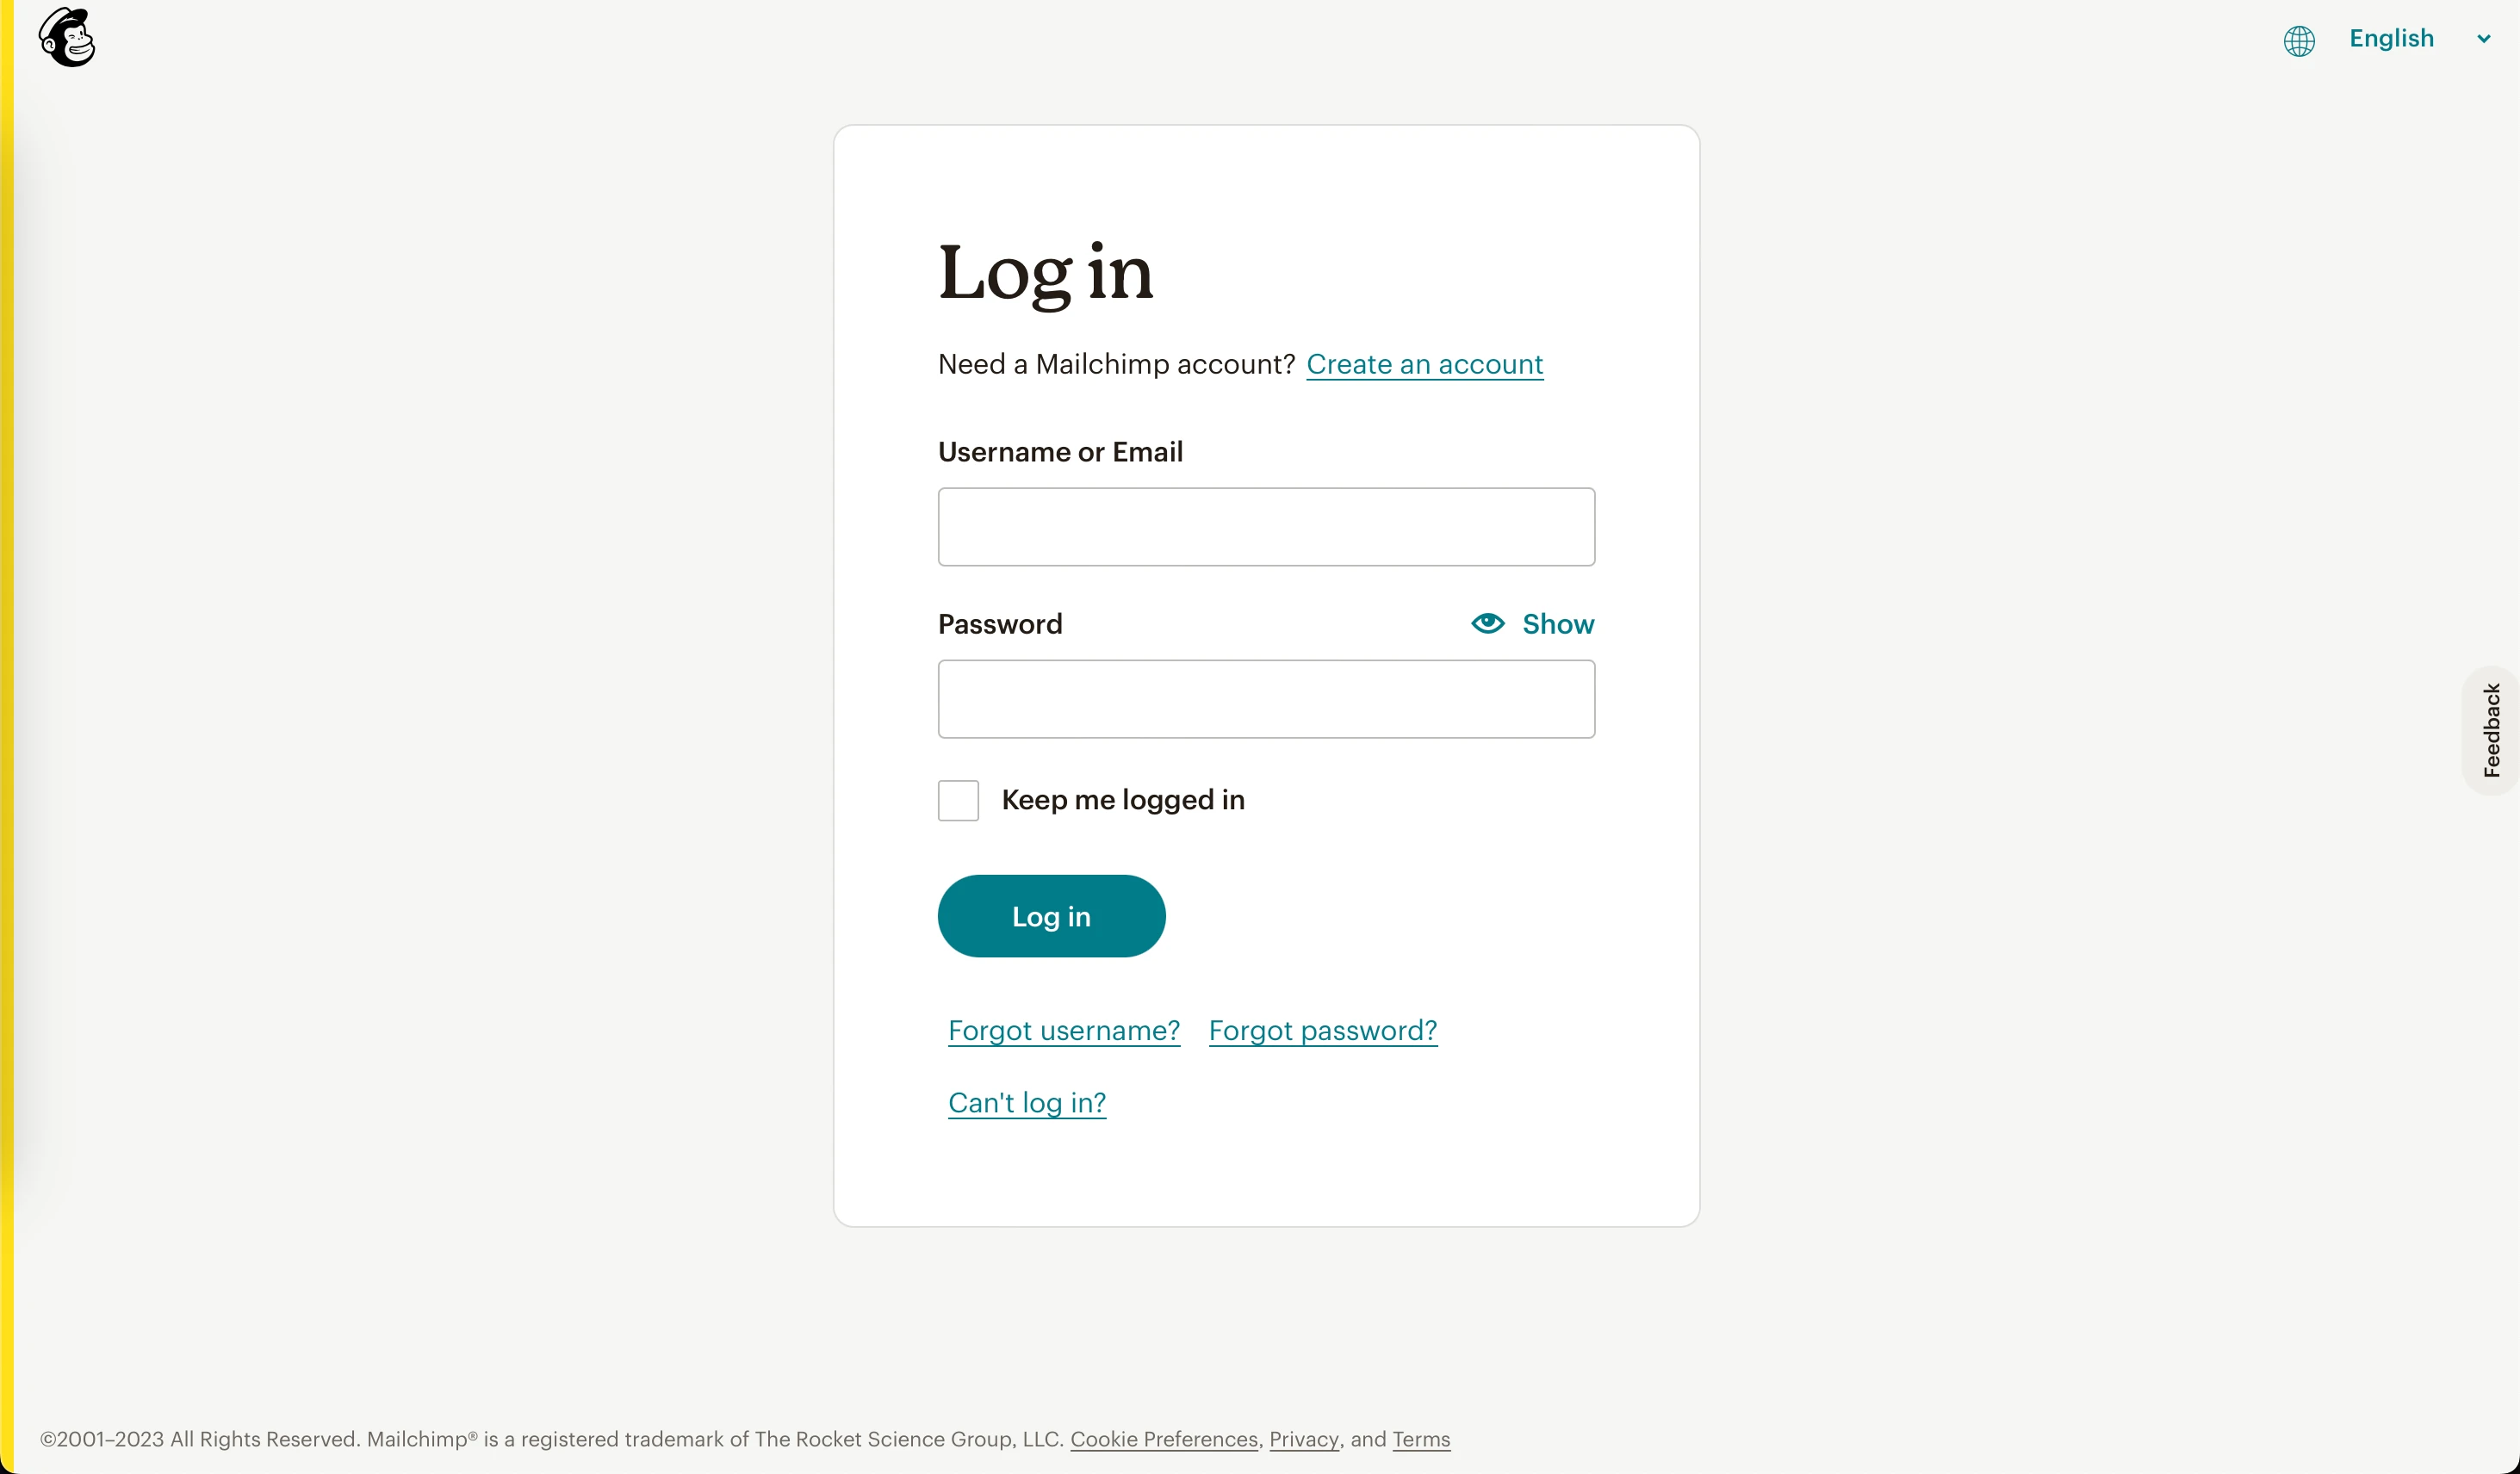 English
Log in
Need a Mailchimp account? Create an account
Username or Email
Password Show
Keep me logged in
Log in
Forgot username? Forgot password?
Can't log in?
Feedback
©2001–2023 All Rights Reserved. Mailchimp® is a registered trademark of The Rocket Science Group, LLC. Cookie Preferences, Privacy, and Terms